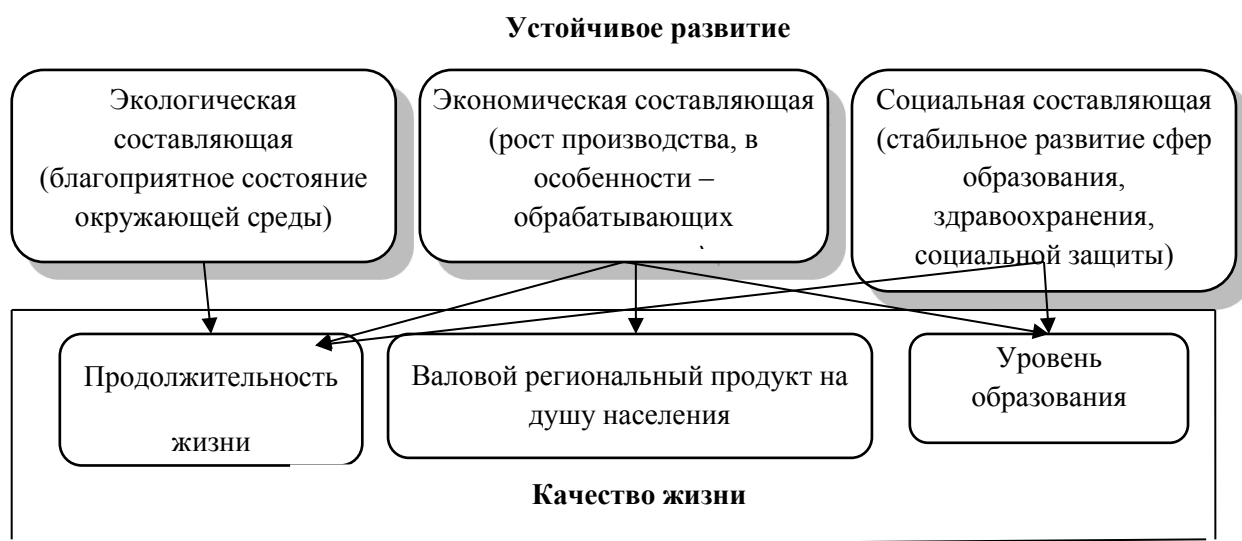 Устойчивое развитие
Экологическая
составляющая
(благоприятное состояние
окружающей среды)
Экономическая составляющая
(рост производства, в
особенности –
обрабатывающих
Социальная составляющая
(стабильное развитие сфер
образования,
здравоохранения,
социальной защиты)
Продолжительность
жизни
Валовой региональный продукт на
душу населения
Уровень
образования
Качество жизни